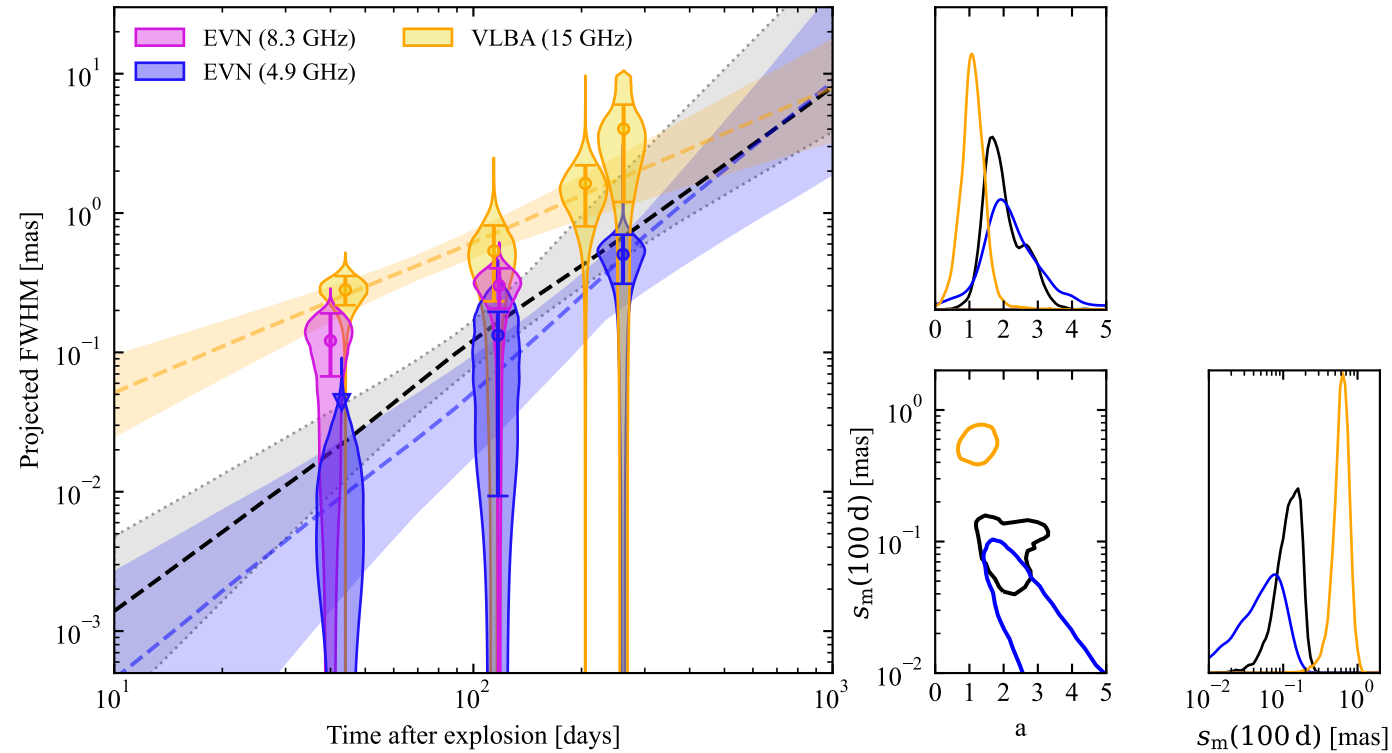 EVN (8.3 GHz)
EVN (4.9 GHz)
VLBA (15 GHz)
Projected FWHM [mas]
10^1
10^0
10^−1
10^−2
10^−3
10^1
10^2
10^3
Time after explosion [days]
0 1 2 3 4 5
s_m(100 d) [mas]
10^0
10^−1
10^−2
0 1 2 3 4 5
a
10^−2 10^−1 10^0
s_m(100 d) [mas]